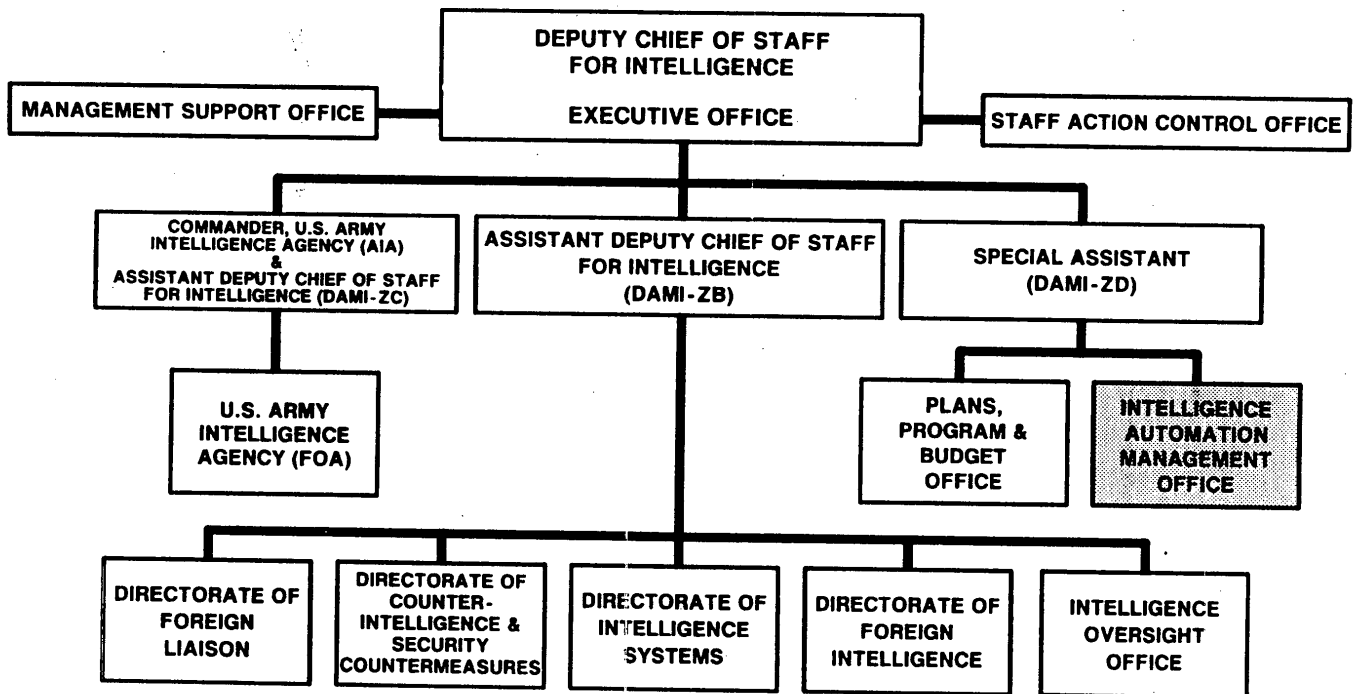 DEPUTY CHIEF OF STAFF
FOR INTELLIGENCE
EXECUTIVE OFFICE
MANAGEMENT SUPPORT OFFICE
STAFF ACTION CONTROL OFFICE
COMMANDER, U.S. ARMY
INTELLIGENCE AGENCY (AIA)
&
ASSISTANT DEPUTY CHIEF OF STAFF
FOR INTELLIGENCE (DAMI-ZC)
ASSISTANT DEPUTY CHIEF OF STAFF
FOR INTELLIGENCE
(DAMI-ZB)
SPECIAL ASSISTANT
(DAMI-ZD)
U.S. ARMY
INTELLIGENCE
AGENCY (FOA)
PLANS,
PROGRAM &
BUDGET
OFFICE
INTELLIGENCE
AUTOMATION
MANAGEMENT
OFFICE
DIRECTORATE OF
FOREIGN
LIAISON
DIRECTORATE OF
COUNTER-
INTELLIGENCE &
SECURITY
COUNTERMEASURES
DIRECTORATE OF
INTELLIGENCE
SYSTEMS
DIRECTORATE OF
FOREIGN
INTELLIGENCE
INTELLIGENCE
OVERSIGHT
OFFICE